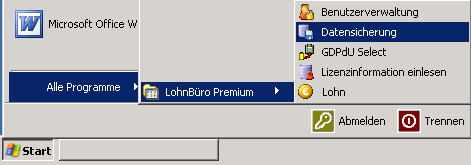 Microsoft Office W
Alle Programme
LohnBüro Premium
Benutzerverwaltung
Datensicherung
GDPdU Select
Lizenzinformation einlesen
Lohn
Abmelden
Trennen
Start